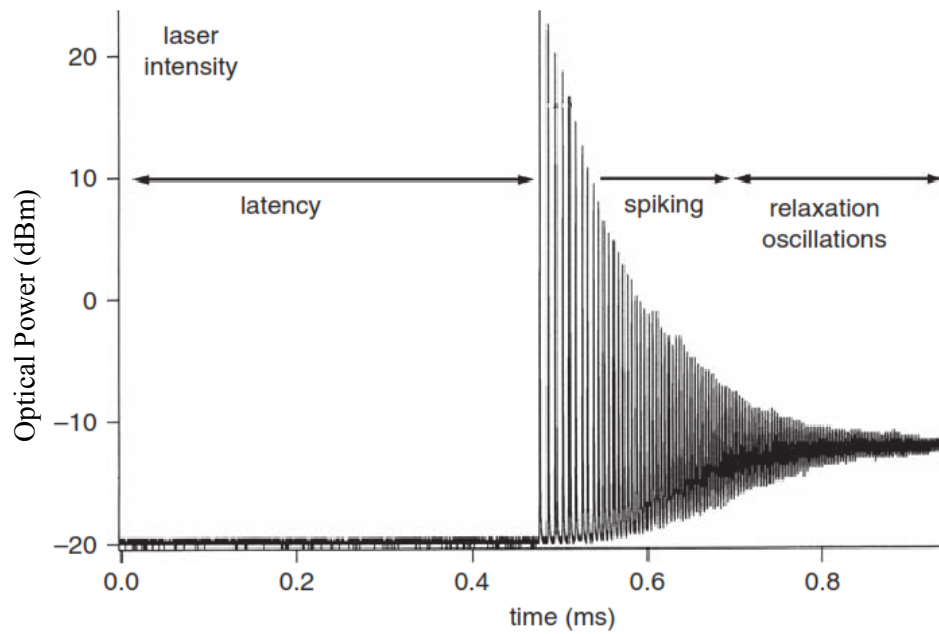 laser
intensity
20
10
latency
spiking
relaxation
oscillations
0
−10
−20
Optical Power (dBm)
0.0
0.2
0.4
0.6
0.8
time (ms)